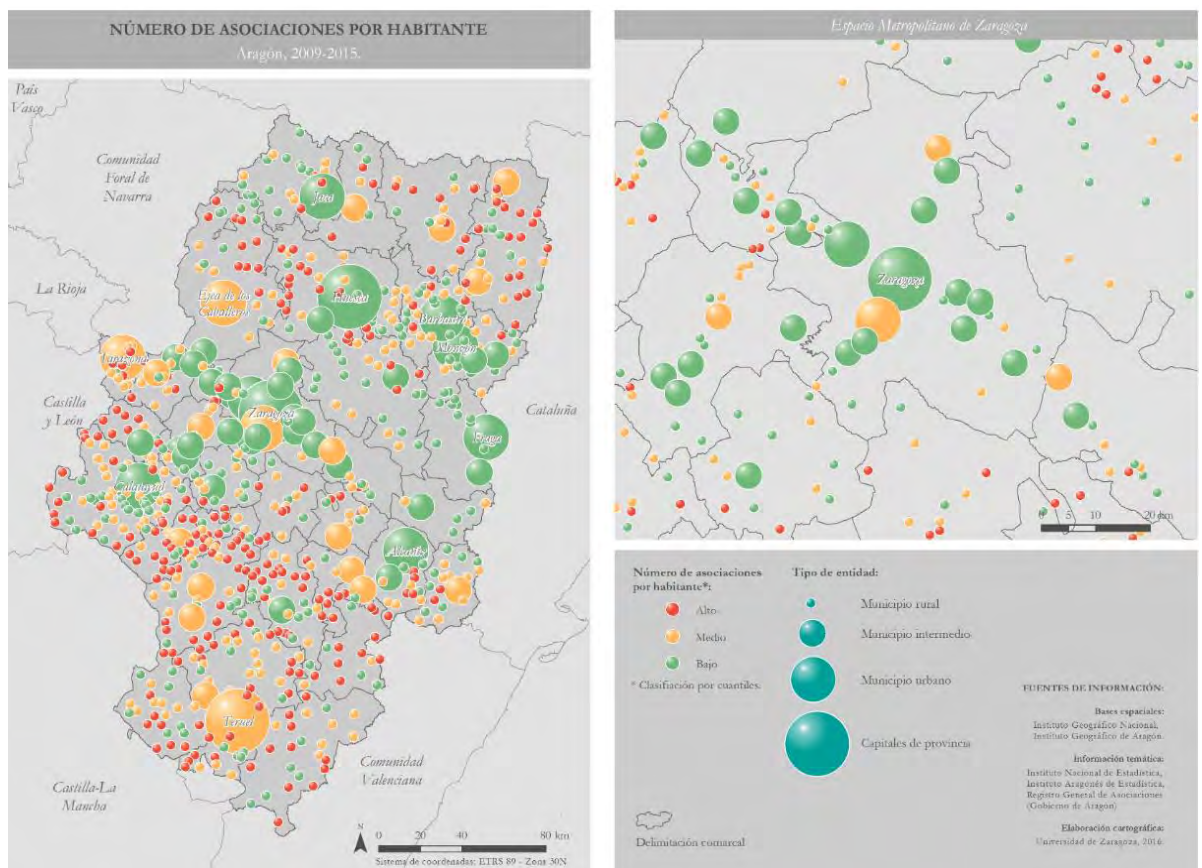 NÚMERO DE ASOCIACIONES POR HABITANTE
Aragón, 2009-2015.
País
Vasco
Comunidad
Foral de
Navarra
La Rioja
Castilla
y León
Cataluña
Castilla-La
Mancha
Comunidad
Valenciana
Jaca
Huesca
Ejea de los
Caballeros
Barbastro
Monzón
Tarazona
Zaragoza
Fraga
Calatayud
Alcañiz
Teruel
N
0 20 40 80 km
Sistema de coordenadas: ETRS 89 - Zona 30N
Espacio Metropolitano de Zaragoza
Zaragoza
0 5 10 20 km
Número de asociaciones
por habitante*:
Alto
Medio
Bajo
* Clasifiación por cuantiles.
Tipo de entidad:
Municipio rural
Municipio intermedio
Municipio urbano
Capitales de provincia
Delimitación comarcal
FUENTES DE INFORMACIÓN:
Bases espaciales:
Instituto Geográfico Nacional,
Instituto Geográfico de Aragón.
Información temática:
Instituto Nacional de Estadística,
Instituto Aragonés de Estadística,
Registro General de Asociaciones
(Gobierno de Aragón)
Elaboración cartográfica:
Universidad de Zaragoza, 2016